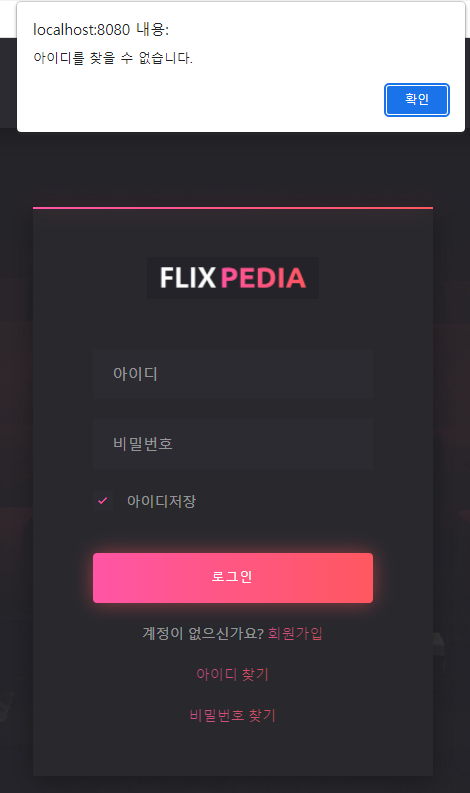 localhost:8080 내용:
아이디를 찾을 수 없습니다.
확인
FLIXPEDIA
아이디
비밀번호
아이디저장
로그인
계정이 없으신가요? 회원가입
아이디 찾기
비밀번호 찾기